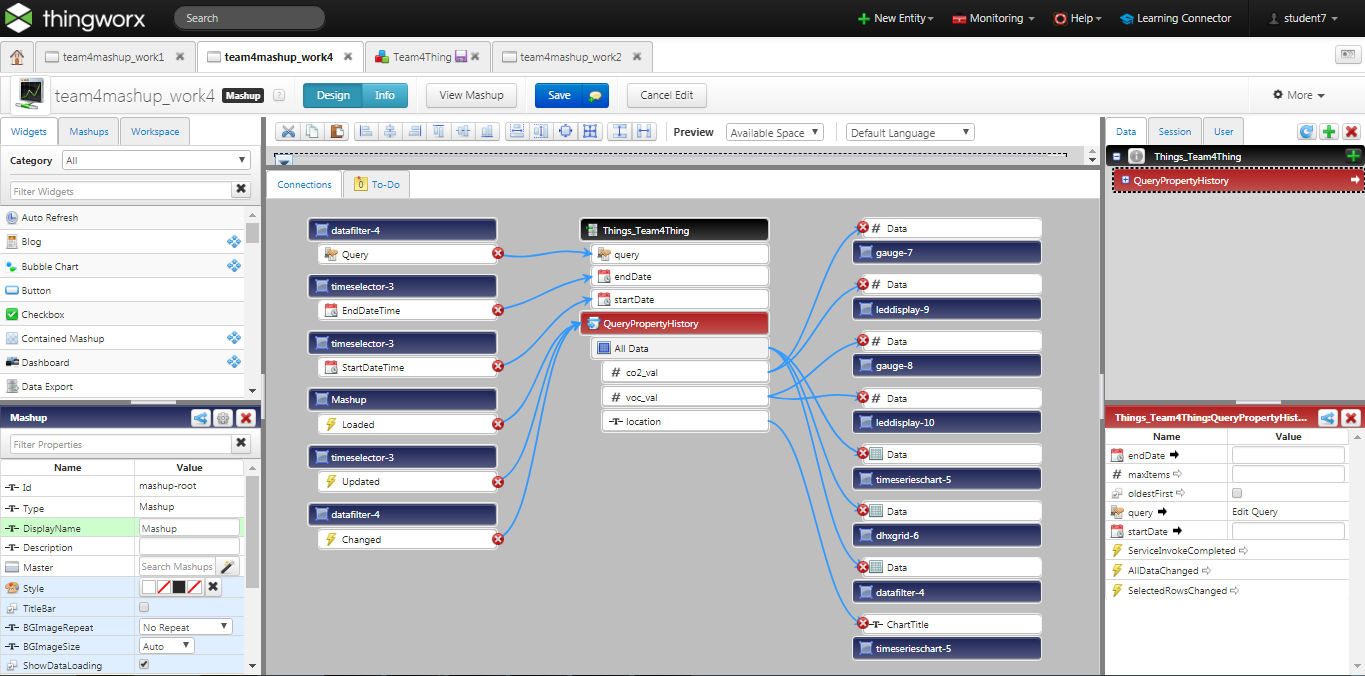 thingworx
Search
New Entity
Monitoring
Help
Learning Connector
student7
team4mashup_work1
team4mashup_work4
Team4Thing
team4mashup_work2
team4mashup_work4
Mashup
?
Design
Info
View Mashup
Save
Cancel Edit
More
Widgets
Mashups
Workspace
Category
All
Filter Widgets
Auto Refresh
Blog
Bubble Chart
Button
Checkbox
Contained Mashup
Dashboard
Data Export
Mashup
Filter Properties
Name Value
Id mashup-root
Type Mashup
DisplayName Mashup
Description
Master Search Mashups
Style
TitleBar
BGImageRepeat No Repeat
BGImageSize Auto
ShowDataLoading
Preview
Available Space
Default Language
Connections
To-Do
datafilter-4
Query
timeselector-3
EndDateTime
timeselector-3
StartDateTime
Mashup
Loaded
timeselector-3
Updated
datafilter-4
Changed
Things_Team4Thing
query
endDate
startDate
QueryPropertyHistory
All Data
# co2_val
# voc_val
location
# Data
gauge-7
# Data
leddisplay-9
# Data
gauge-8
# Data
leddisplay-10
Data
timeserieschart-5
Data
dhxgrid-6
Data
datafilter-4
ChartTitle
timeserieschart-5
Data
Session
User
Things_Team4Thing
QueryPropertyHistory
Things_Team4Thing:QueryPropertyHist...
Name Value
endDate
# maxItems
oldestFirst
query Edit Query
startDate
ServiceInvokeCompleted
AllDataChanged
SelectedRowsChanged